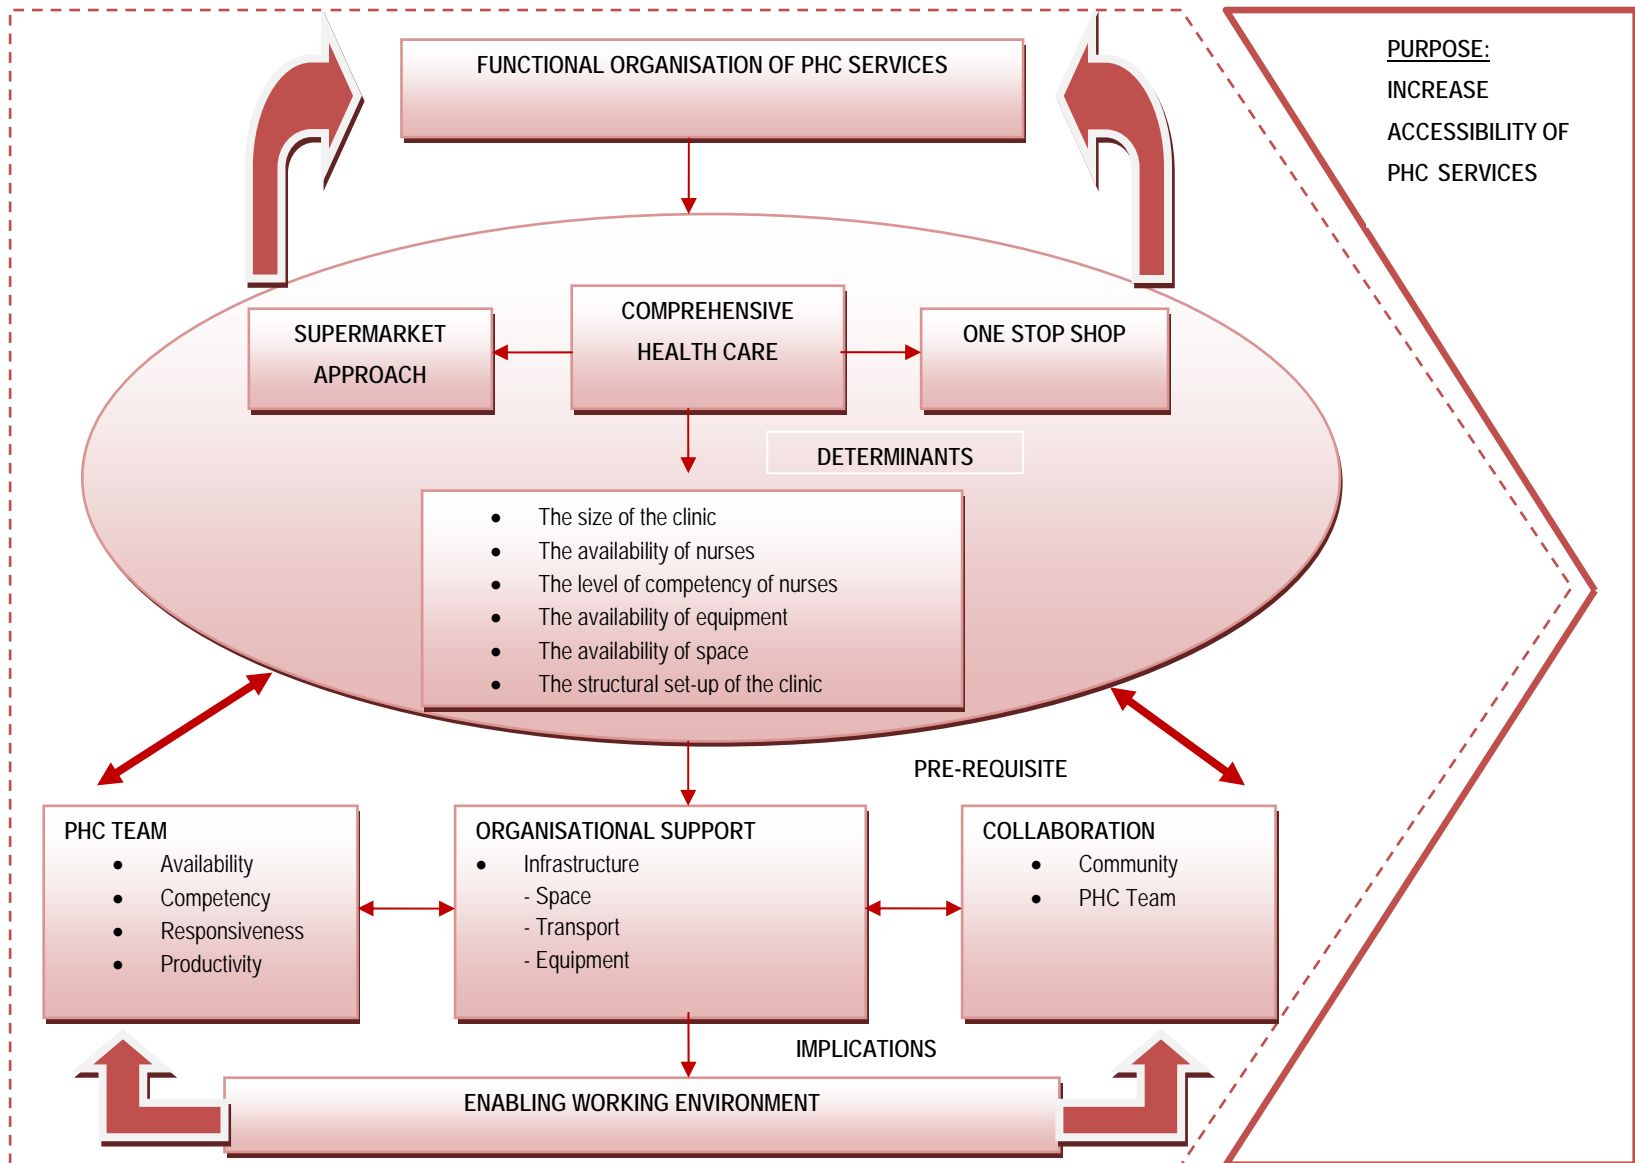 FUNCTIONAL ORGANISATION OF PHC SERVICES
PURPOSE:
INCREASE
ACCESSIBILITY OF
PHC SERVICES
SUPERMARKET
APPROACH
COMPREHENSIVE
HEALTH CARE
ONE STOP SHOP
DETERMINANTS
• The size of the clinic
• The availability of nurses
• The level of competency of nurses
• The availability of equipment
• The availability of space
• The structural set-up of the clinic
PRE-REQUISITE
PHC TEAM
• Availability
• Competency
• Responsiveness
• Productivity
ORGANISATIONAL SUPPORT
• Infrastructure
- Space
- Transport
- Equipment
COLLABORATION
• Community
• PHC Team
IMPLICATIONS
ENABLING WORKING ENVIRONMENT